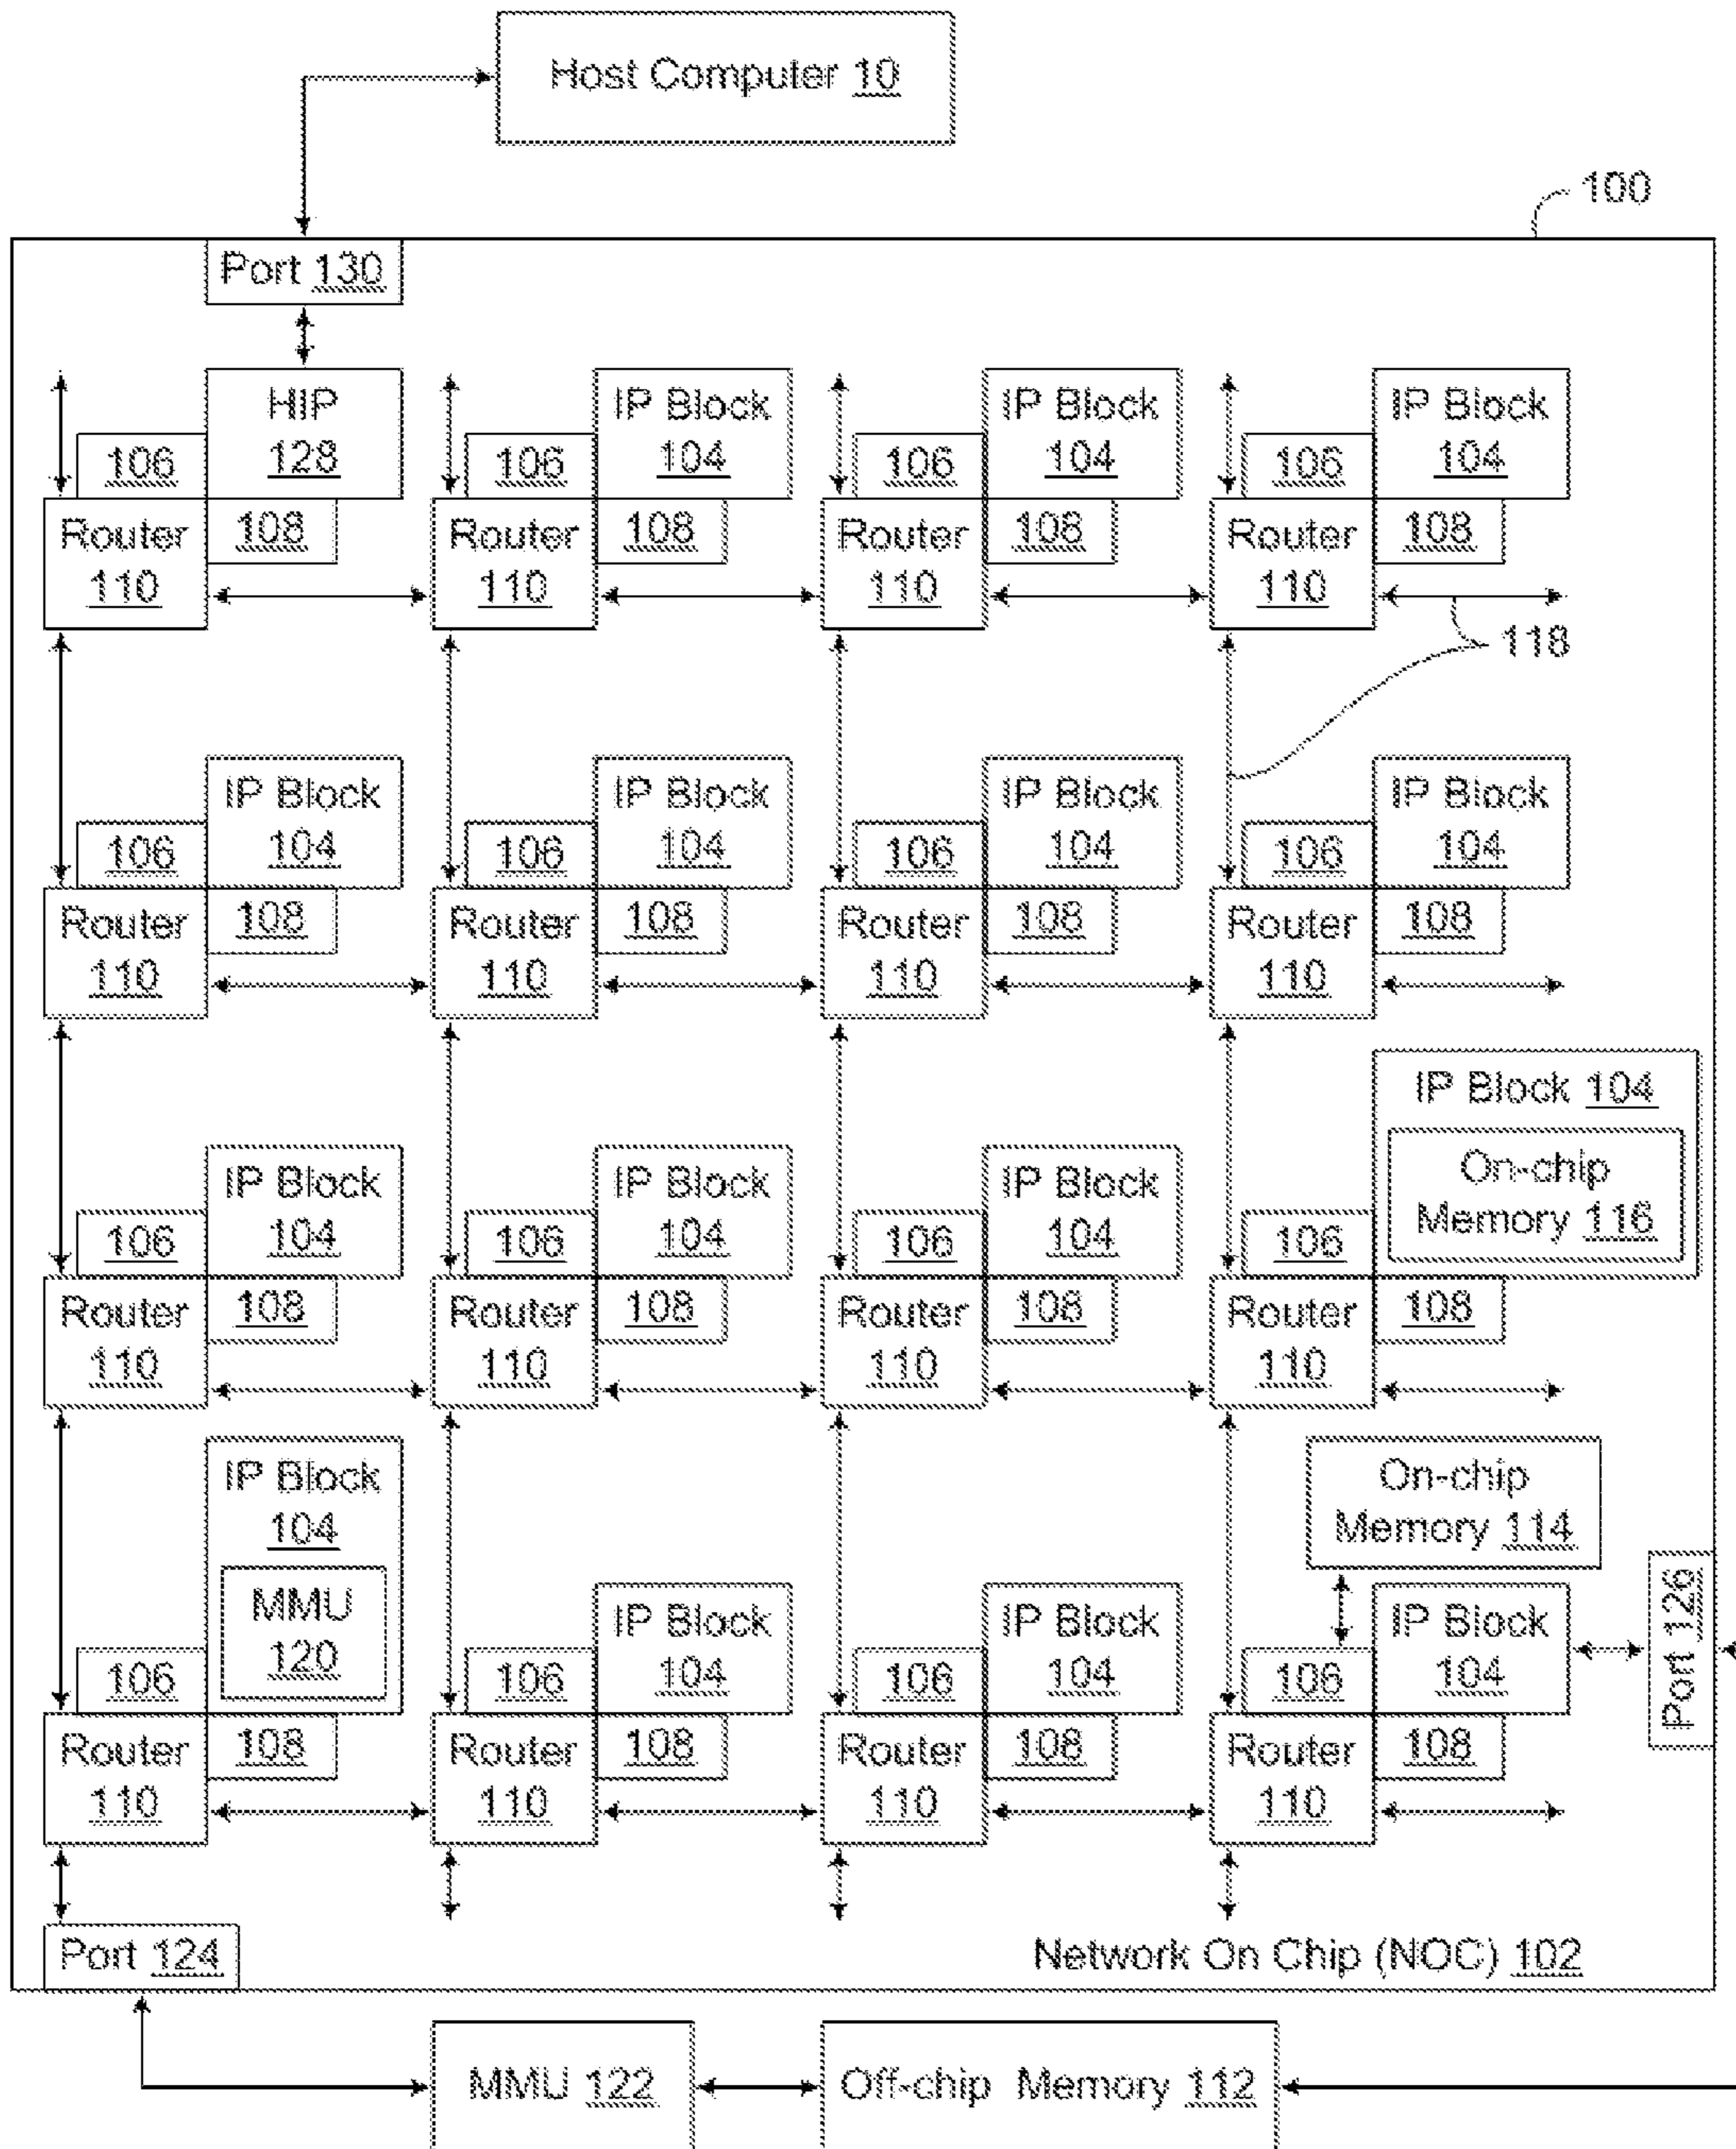 Host Computer 10
100
Port 130
HIP
128
106
Router
110
108
IP Block
104
106
Router
110
108
IP Block
104
106
Router
110
108
IP Block
104
106
Router
110
108
118
IP Block
104
106
Router
110
108
IP Block
104
106
Router
110
108
IP Block
104
106
Router
110
108
IP Block
104
106
Router
110
108
IP Block
104
106
Router
110
108
IP Block
104
106
Router
110
108
IP Block
104
106
Router
110
108
IP Block 104
On-chip
Memory 116
106
Router
110
108
IP Block
104
MMU
120
106
Router
110
108
IP Block
104
106
Router
110
108
IP Block
104
106
Router
110
108
On-chip
Memory 114
IP Block
104
106
Router
110
108
Port 126
Port 124
Network On Chip (NOC) 102
MMU 122
Off-chip Memory 112